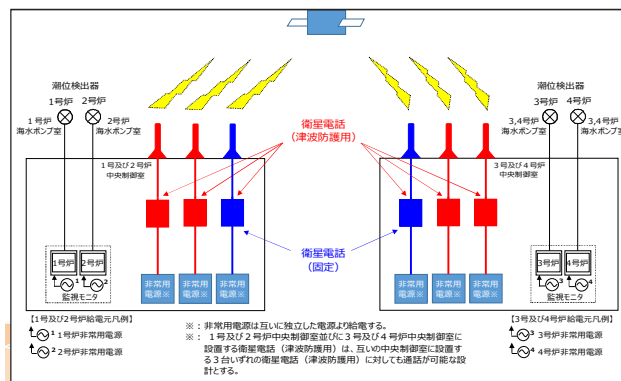 潮位検出器
1号炉 2号炉
1号炉
海水ポンプ室
2号炉
海水ポンプ室
潮位検出器
3号炉 4号炉
3,4号炉
海水ポンプ室
3,4号炉
海水ポンプ室
衛星電話
(津波防護用)
1号及び2号炉
中央制御室
3号及び4号炉
中央制御室
衛星電話
(固定)
1号炉
2号炉
1
2
監視モニタ
非常用
電源※
非常用
電源※
非常用
電源※
非常用
電源※
非常用
電源※
非常用
電源※
3号炉
4号炉
3
4
監視モニタ
【1号及び2号炉給電元凡例】
1 1号炉非常用電源
2 2号炉非常用電源
※:非常用電源は互いに独立した電源より給電する。
※: 1号及び2号炉中央制御室並びに3号及び4号炉中央制御室に
設置する衛星電話(津波防護用)は、互いの中央制御室に設置す
る3台いずれの衛星電話(津波防護用)に対しても通話が可能な設
計とする。
【3号及び4号炉給電元凡例】
3 3号炉非常用電源
4 4号炉非常用電源